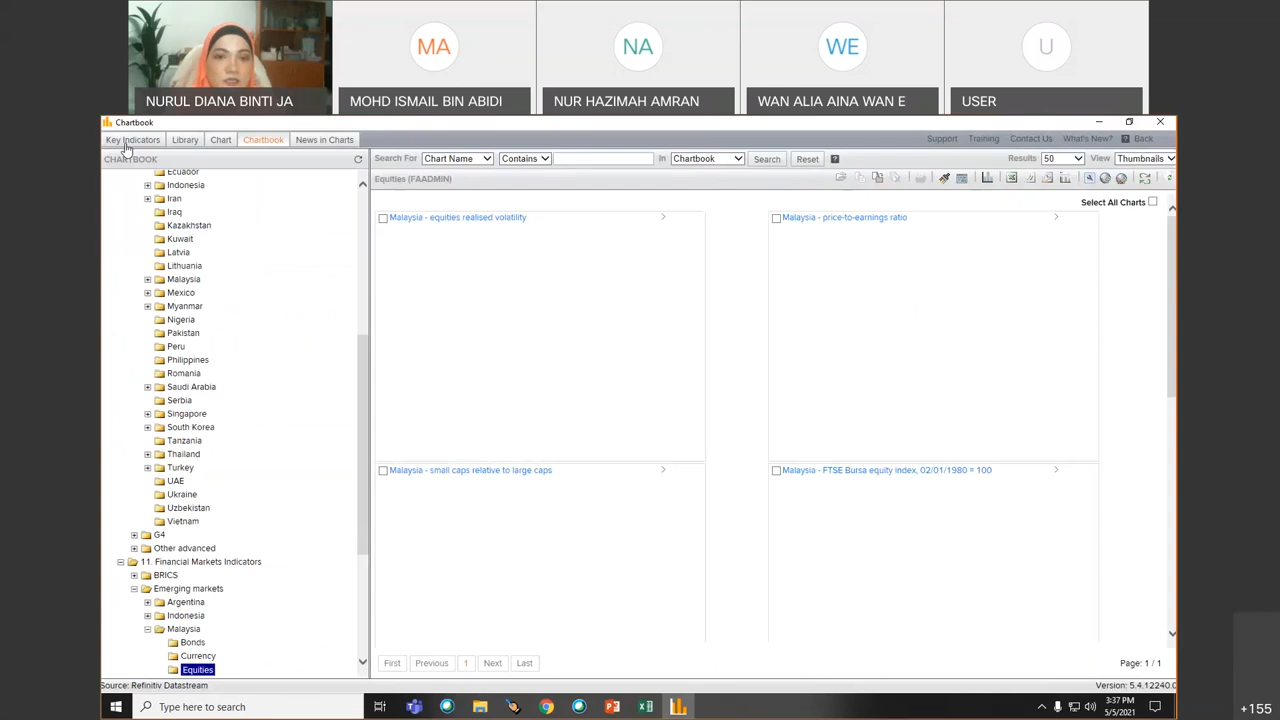 MA
NA
WE
U
NURUL DIANA BINTI JA
MOHD ISMAIL BIN ABIDI
NUR HAZIMAH AMRAN
WAN ALIA AINA WAN E
USER
Chartbook
Key Indicators
Library
Chart
Chartbook
News in Charts
Support
Training
Contact Us
What's New?
Back
CHARTBOOK
Search For
Chart Name
Contains
In
Chartbook
Search
Reset
Results
50
View
Thumbnails
Equities (FAADMIN)
Select All Charts
Ecuador
Indonesia
Iran
Iraq
Kazakhstan
Kuwait
Latvia
Lithuania
Malaysia
Mexico
Myanmar
Nigeria
Pakistan
Peru
Philippines
Romania
Saudi Arabia
Serbia
Singapore
South Korea
Tanzania
Thailand
Turkey
UAE
Ukraine
Uzbekistan
Vietnam
G4
Other advanced
11. Financial Markets Indicators
BRICS
Emerging markets
Argentina
Indonesia
Malaysia
Bonds
Currency
Equities
Malaysia - equities realised volatility
Malaysia - price-to-earnings ratio
Malaysia - small caps relative to large caps
Malaysia - FTSE Bursa equity index, 02/01/1980 = 100
First
Previous
1
Next
Last
Page: 1 / 1
Source: Refinitiv Datastream
Version: 5.4.12240.0
Type here to search
3:37 PM
5/5/2021
+155